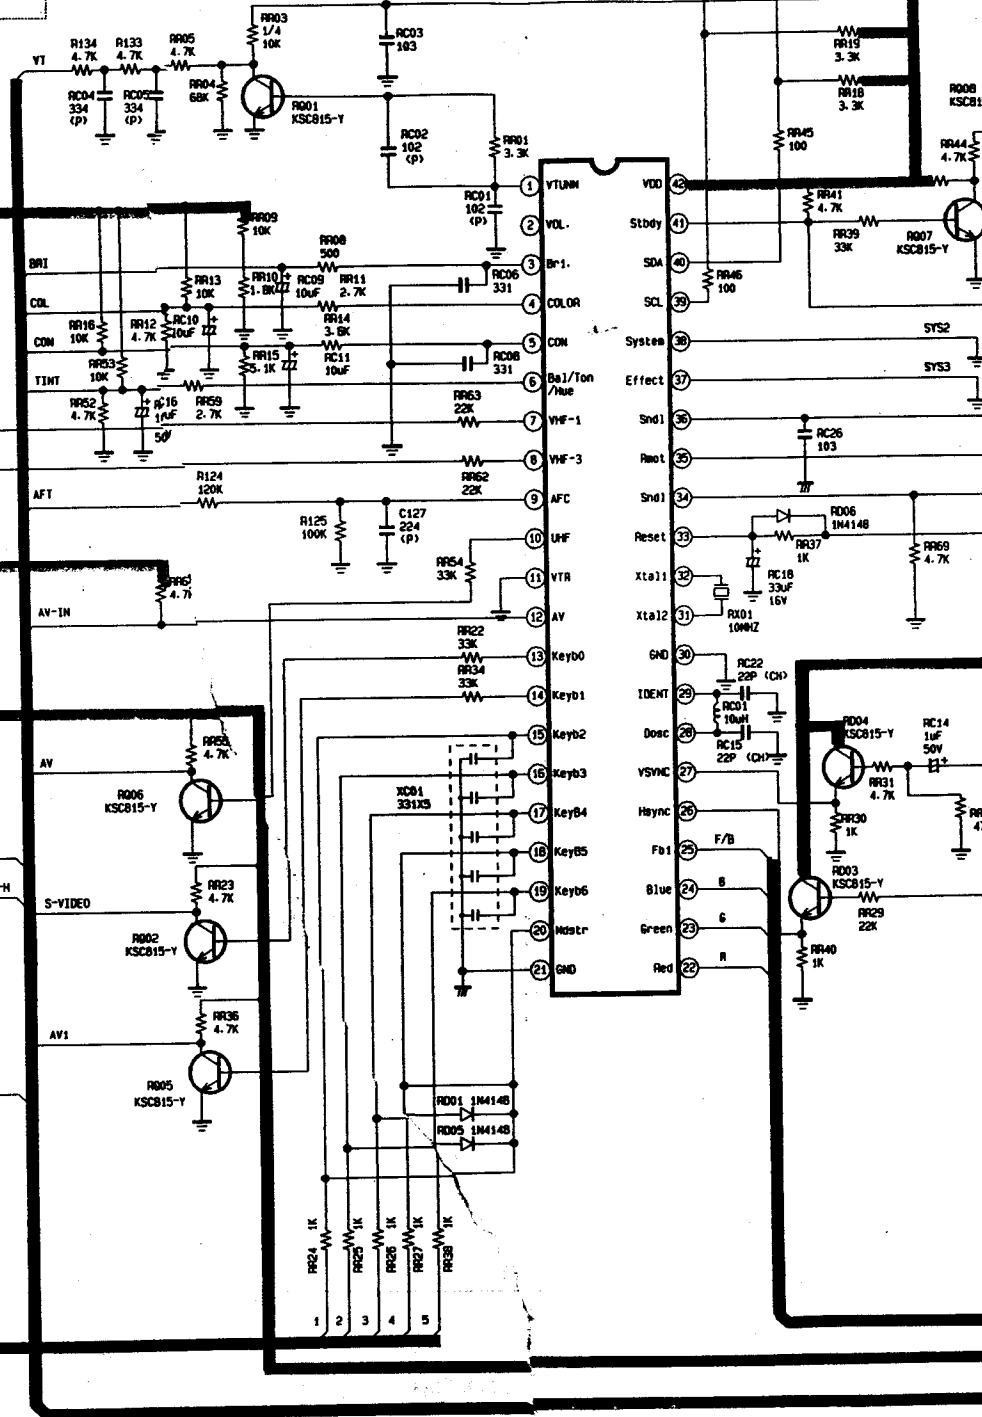 VT
R134
4.7K
R133
4.7K
RR05
4.7K
RR03
1/4
10K
RC03
103
RC04
334
(P)
RC05
334
(P)
RR04
68K
RQ01
KSC815-Y
RC02
102
(P)
RR01
3.3K
RC01
102
(P)
RR19
3.3K
RR18
3.3K
RR45
100
RQ08
RR44
4.7K
RR41
4.7K
RR39
33K
RQ07
KSC815-Y
RR46
100
RR09
10K
BRI
RR08
500
RR13
10K
RR10
1.8K
RC09
10uF
RR11
2.7K
RC06
331
COL
RR16
10K
RR12
4.7K
RC10
10uF
RR14
3.6K
CON
RR53
10K
RR15
5.1K
RC11
10uF
RC08
331
TINT
RR52
4.7K
RR59
2.7K
RR63
22K
RR62
22K
AFT
R124
120K
R125
100K
C127
224
(P)
RR54
33K
AV-IN
RR22
33K
RR34
33K
1 VTUNN
2 VOL.
3 Bri.
4 COLOR
5 CON
6 Bal/Ton
/Hue
7 VHF-1
8 VHF-3
9 AFC
10 UHF
11 VTR
12 AV
13 Keyb0
14 Keyb1
15 Keyb2
16 Keyb3
17 KeyB4
18 KeyB5
19 Keyb6
20 Mdstr
21 GND
VDD 42
Stbdy 41
SDA 40
SCL 39
System 38
Effect 37
Snd1 36
Rmot 35
Snd1 34
Reset 33
Xtal1 32
Xtal2 31
GND 30
IDENT 29
Dosc 28
VSYNC 27
Hsync 26
Fb1 25
Blue 24
Green 23
Red 22
SYS2
SYS3
RC26
103
RD06
1N4148
RR37
1K
RC18
33uF
16V
RR69
4.7K
RX01
10MHZ
RC22
22P (CH)
RC01
10uH
RC15
22P (CH)
RD04
KSC815-Y
RC14
1uF
50V
RR31
4.7K
RR30
1K
RD03
KSC815-Y
RR29
22K
RR40
1K
F/B
B
G
R
AV
RR55
4.7K
RQ06
KSC815-Y
XC01
331X5
S-VIDEO
RR23
4.7K
RQ02
KSC815-Y
AV1
RR36
4.7K
RQ05
KSC815-Y
RD01 1N4148
RD05 1N4148
RR24 1K
RR25 1K
RR26 1K
RR27 1K
RR38 1K
1 2 3 4 5